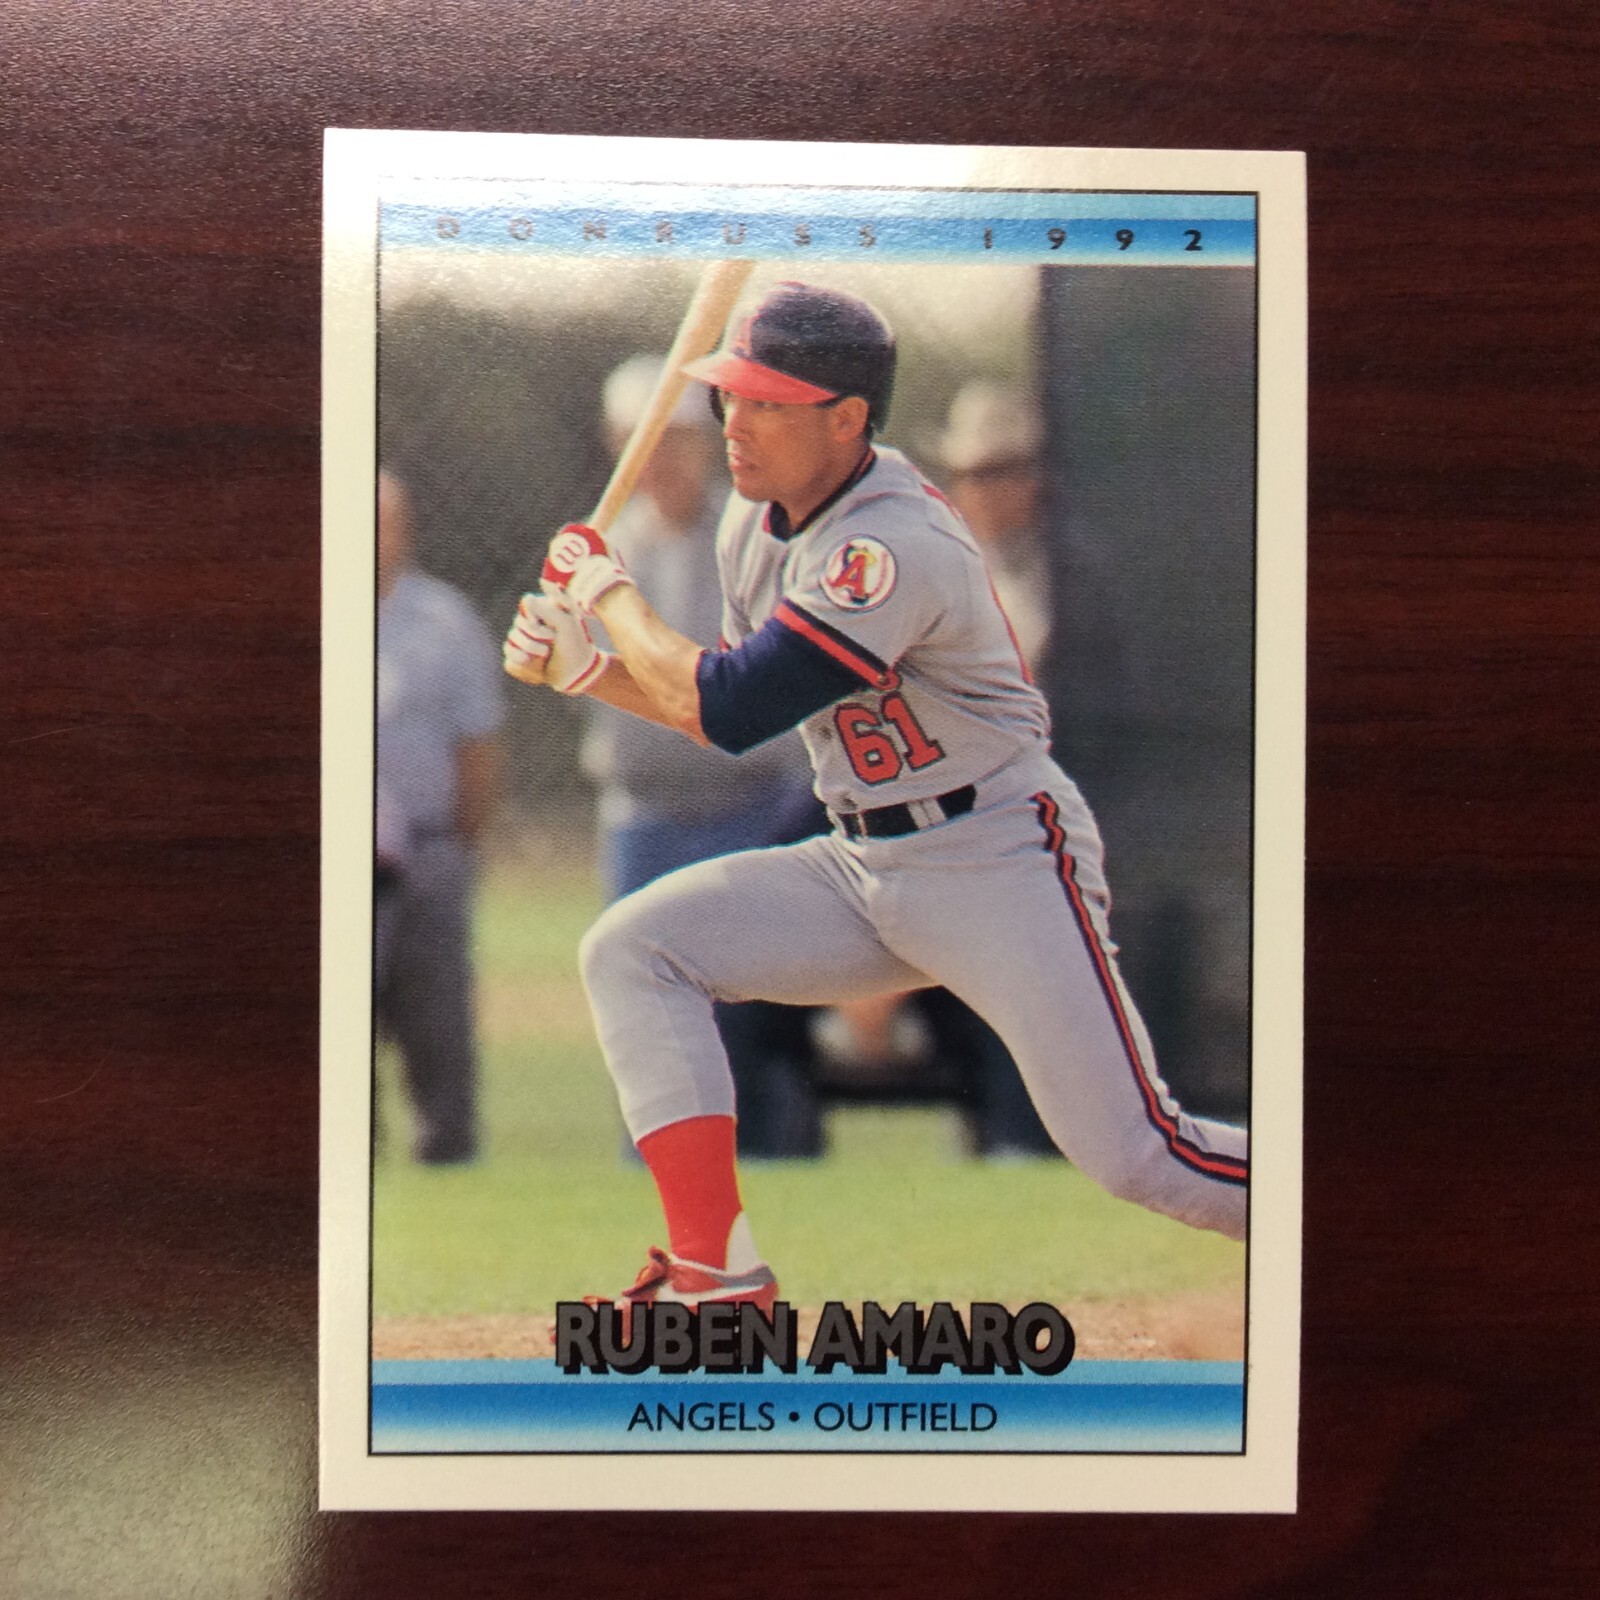 DONRUSS 1992
A
A
61
RUBEN AMARO
ANGELS • OUTFIELD